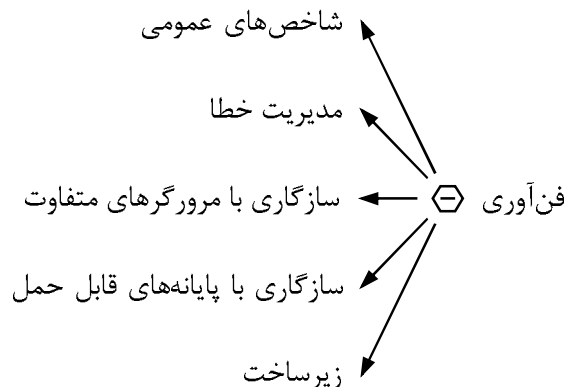 شاخص‌های عمومی
مدیریت خطا
فن‌آوری
سازگاری با مرورگرهای متفاوت
سازگاری با پایانه‌های قابل حمل
زیرساخت